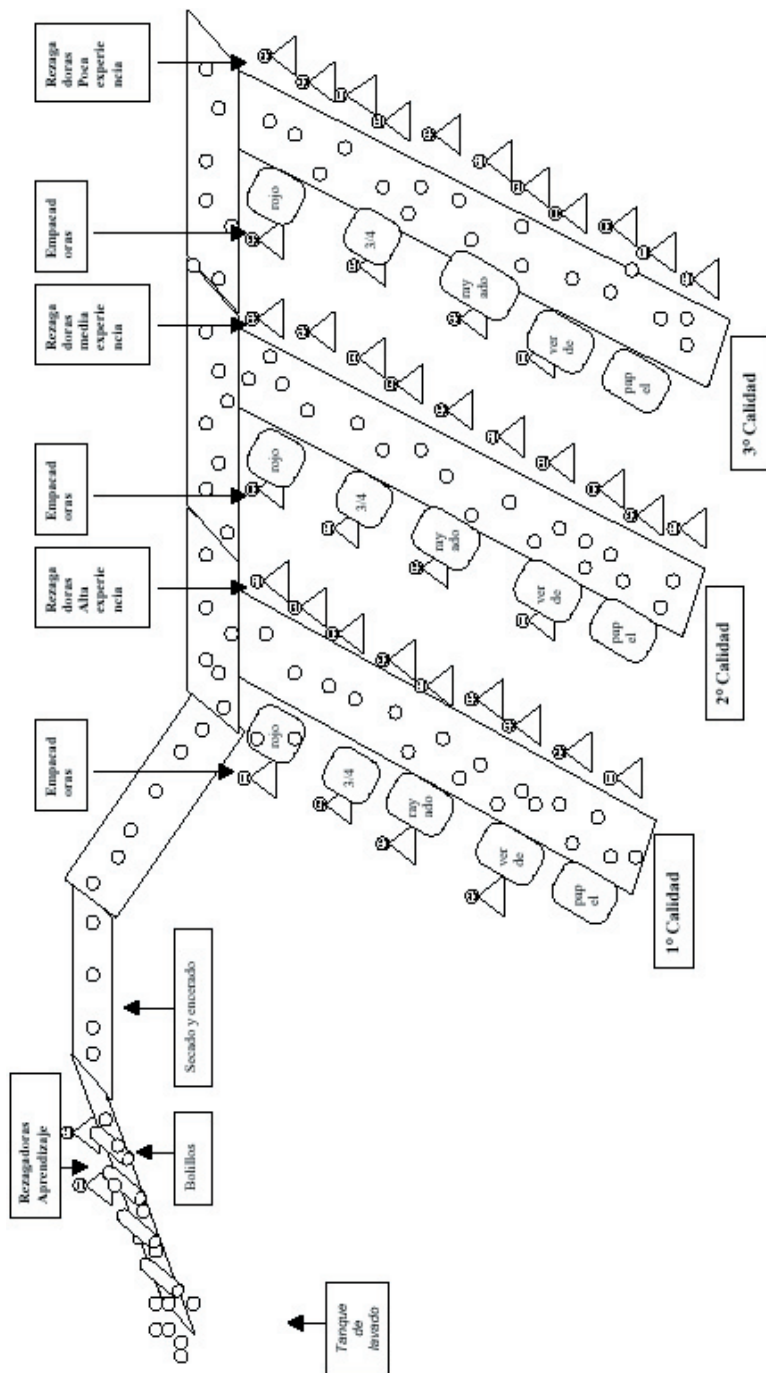 Tanque
de
lavado
Rezagadoras
Aprendizaje
Bolillos
Secado y encerado
Empacad
oras
Rezaga
doras
Alta
experie
ncia
Empacad
oras
Rezaga
doras
media
experie
ncia
Empacad
oras
Rezaga
doras
Poca
experie
ncia
rojo
3/4
ray
ado
ver
de
pap
el
1° Calidad
rojo
3/4
ray
ado
ver
de
pap
el
2° Calidad
rojo
3/4
ray
ado
ver
de
pap
el
3° Calidad